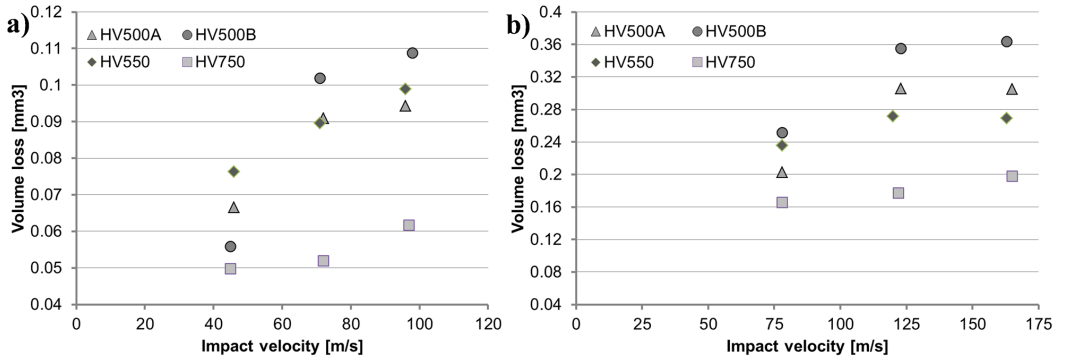 a)
HV500A HV500B
HV550 HV750
Volume loss [mm3]
0.12
0.11
0.1
0.09
0.08
0.07
0.06
0.05
0.04
0 20 40 60 80 100 120
Impact velocity [m/s]
b)
HV500A HV500B
HV550 HV750
Volume loss [mm3]
0.4
0.36
0.32
0.28
0.24
0.2
0.16
0.12
0.08
0.04
0 25 50 75 100 125 150 175
Impact velocity [m/s]